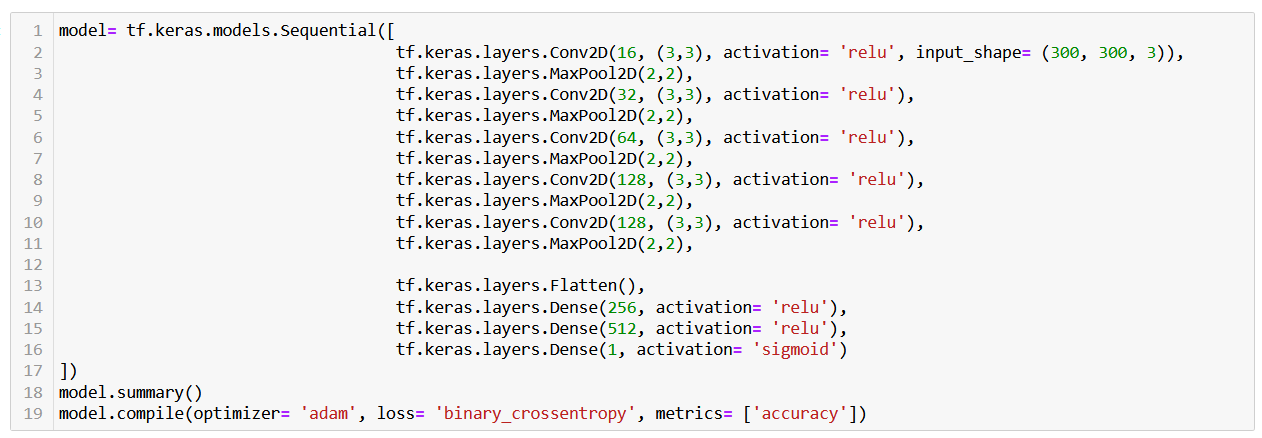 1 model= tf.keras.models.Sequential([
2 tf.keras.layers.Conv2D(16, (3,3), activation= 'relu', input_shape= (300, 300, 3)),
3 tf.keras.layers.MaxPool2D(2,2),
4 tf.keras.layers.Conv2D(32, (3,3), activation= 'relu'),
5 tf.keras.layers.MaxPool2D(2,2),
6 tf.keras.layers.Conv2D(64, (3,3), activation= 'relu'),
7 tf.keras.layers.MaxPool2D(2,2),
8 tf.keras.layers.Conv2D(128, (3,3), activation= 'relu'),
9 tf.keras.layers.MaxPool2D(2,2),
10 tf.keras.layers.Conv2D(128, (3,3), activation= 'relu'),
11 tf.keras.layers.MaxPool2D(2,2),
12
13 tf.keras.layers.Flatten(),
14 tf.keras.layers.Dense(256, activation= 'relu'),
15 tf.keras.layers.Dense(512, activation= 'relu'),
16 tf.keras.layers.Dense(1, activation= 'sigmoid')
17 ])
18 model.summary()
19 model.compile(optimizer= 'adam', loss= 'binary_crossentropy', metrics= ['accuracy'])